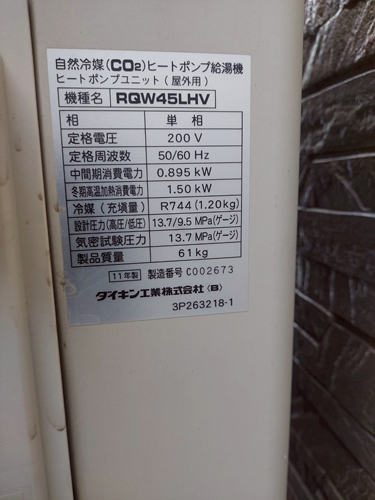 自然冷媒(CO2)ヒートポンプ給湯機
ヒートポンプユニット(屋外用)
機種名 RQW45LHV
相 単相
定格電圧 200 V
定格周波数 50/60 Hz
中間期消費電力 0.895 kW
冬期高温加熱消費電力 1.50 kW
冷媒(充填量) R744 (1.20kg)
設計圧力(高圧/低圧) 13.7/9.5 MPa(ゲージ)
気密試験圧力 13.7 MPa(ゲージ)
製品質量 61kg
11年製 製造番号 C002673
ダイキン工業株式会社〈B〉
3P263218-1